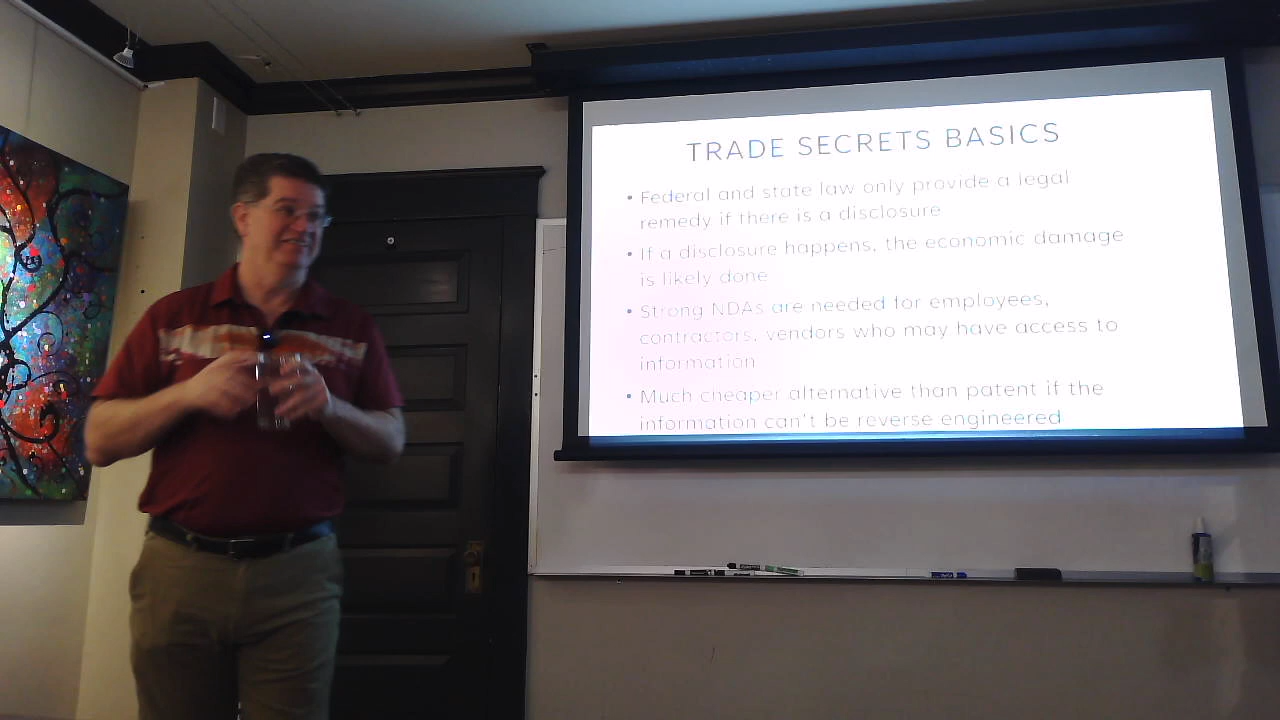 TRADE SECRETS BASICS
• Federal and state law only provide a legal
remedy if there is a disclosure
• If a disclosure happens, the economic damage
is likely done
• Strong NDAs are needed for employees,
contractors, vendors who may have access to
information
• Much cheaper alternative than patent if the
information can't be reverse engineered